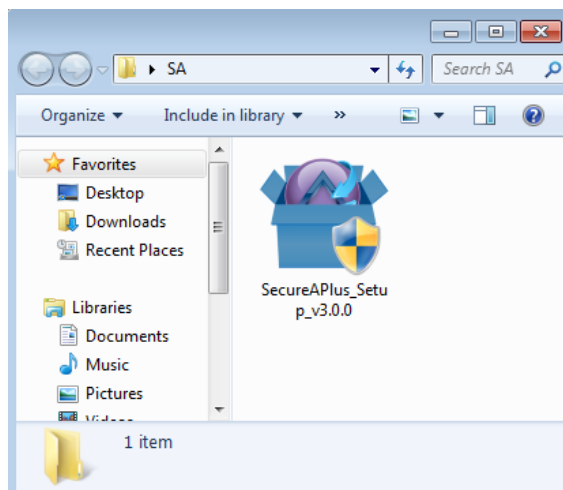 SA
Search SA
Organize
Include in library
»
Favorites
Desktop
Downloads
Recent Places
Libraries
Documents
Music
Pictures
Videos
SecureAPlus_Setu
p_v3.0.0
1 item